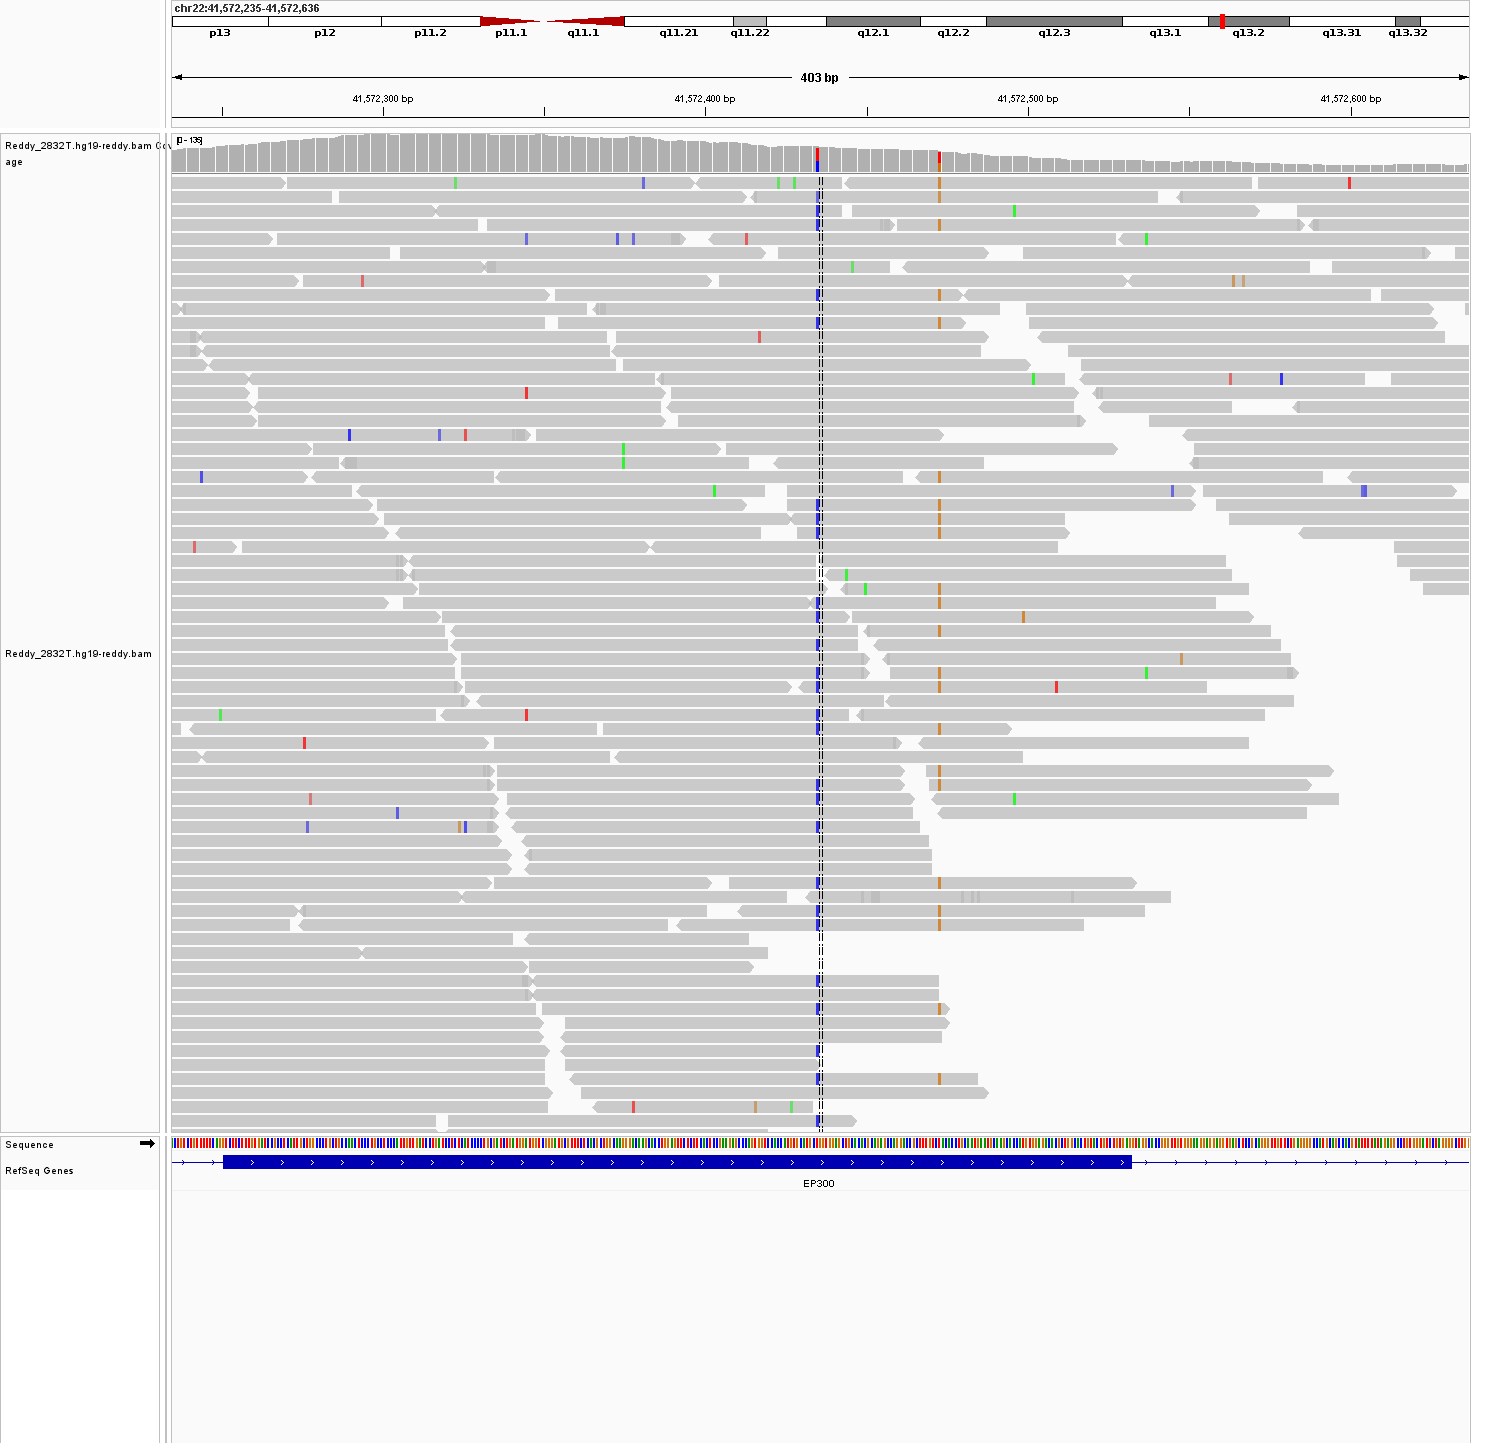 chr22:41,572,235-41,572,636
p13 p12 p11.2 p11.1 q11.1 q11.21 q11.22 q12.1 q12.2 q12.3 q13.1 q13.2 q13.31 q13.32
403 bp
41,572,300 bp 41,572,400 bp 41,572,500 bp 41,572,600 bp
Reddy_2832T.hg19-reddy.bam Cov
age
[0 - 136]
Reddy_2832T.hg19-reddy.bam
Sequence
RefSeq Genes
EP300